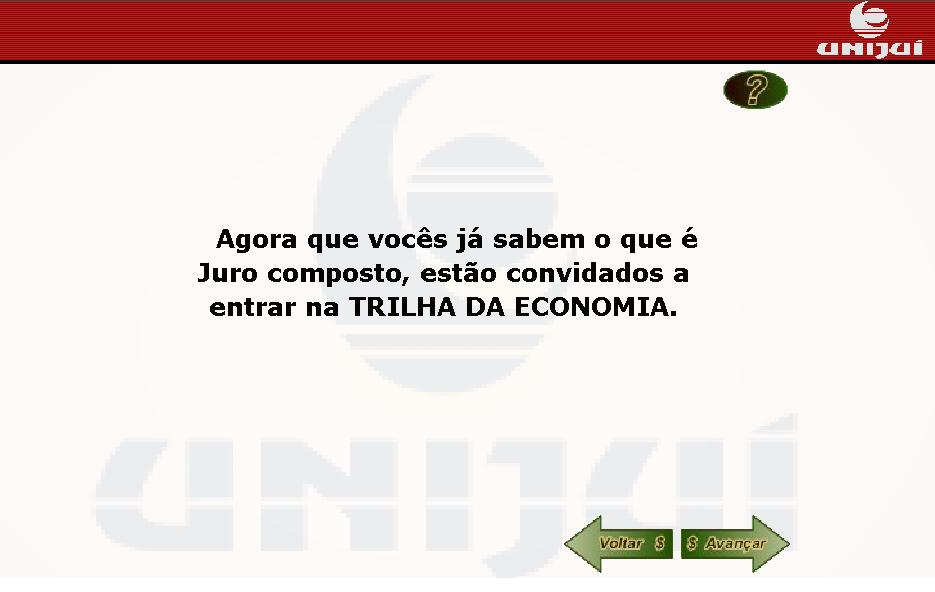 UNIJUÍ
?
Agora que vocês já sabem o que é
Juro composto, estão convidados a
entrar na TRILHA DA ECONOMIA.
UNIJUÍ
Voltar $
$ Avançar